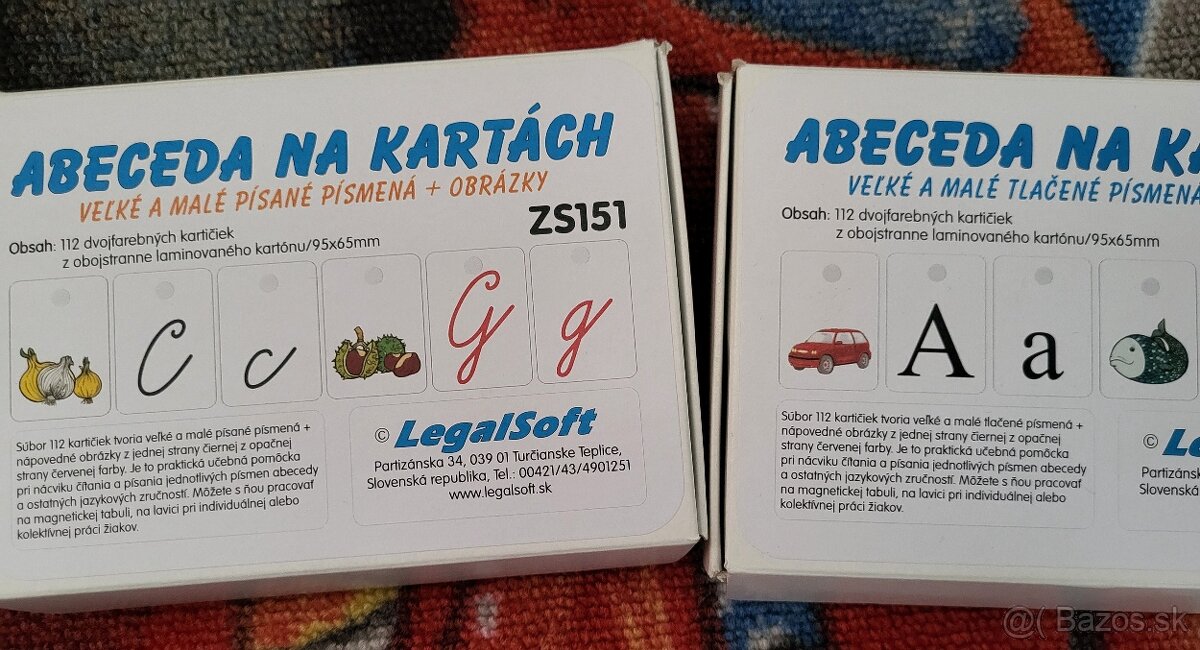 ABECEDA NA KARTÁCH
VEĽKÉ A MALÉ PÍSANÉ PÍSMENÁ + OBRÁZKY
ZS151
Obsah: 112 dvojfarebných kartičiek
z obojstranne laminovaného kartónu/95x65mm
C c G g
Súbor 112 kartičiek tvoria veľké a malé písané písmená +
nápovedné obrázky z jednej strany čiernej z opačnej
strany červenej farby. Je to praktická učebná pomôcka
pri nácviku čítania a písania jednotlivých písmen abecedy
a ostatných jazykových zručností. Môžete s ňou pracovať
na magnetickej tabuli, na lavici pri individuálnej alebo
kolektívnej práci žiakov.
© LegalSoft
Partizánska 34, 039 01 Turčianske Teplice,
Slovenská republika, Tel.: 00421/43/4901251
www.legalsoft.sk
ABECEDA NA KA
VEĽKÉ A MALÉ TLAČENÉ PÍSMENÁ
Obsah: 112 dvojfarebných kartičiek
z obojstranne laminovaného kartónu/95x65mm
A a
Súbor 112 kartičiek tvoria veľké a malé tlačené písmená +
nápovedné obrázky z jednej strany čiernej z opačnej
strany červenej farby. Je to praktická učebná pomôcka
pri nácviku čítania a písania jednotlivých písmen abecedy
a ostatných jazykových zručností. Môžete s ňou pracovať
na magnetickej tabuli, na lavici pri individuálnej alebo
kolektívnej práci žiakov.
©
Slovenská
@( Bazos.sk